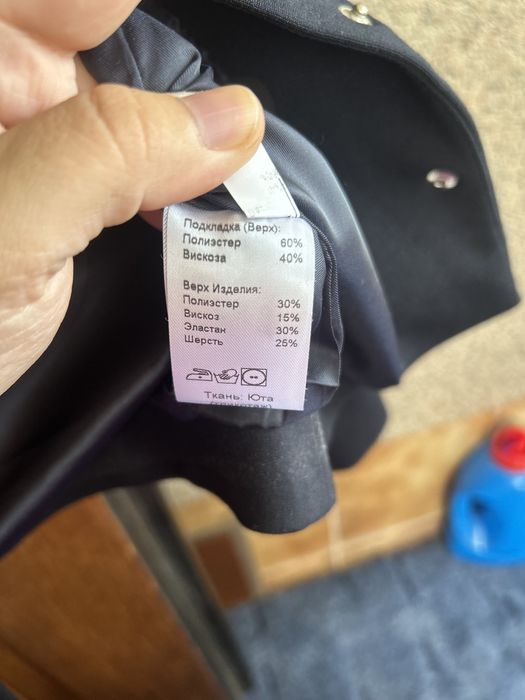 Подкладка (Верх):
Полиэстер 60%
Вискоза 40%
Верх Изделия:
Полиэстер 30%
Вискоз 15%
Эластан 30%
Шерсть 25%
Ткань: Юта